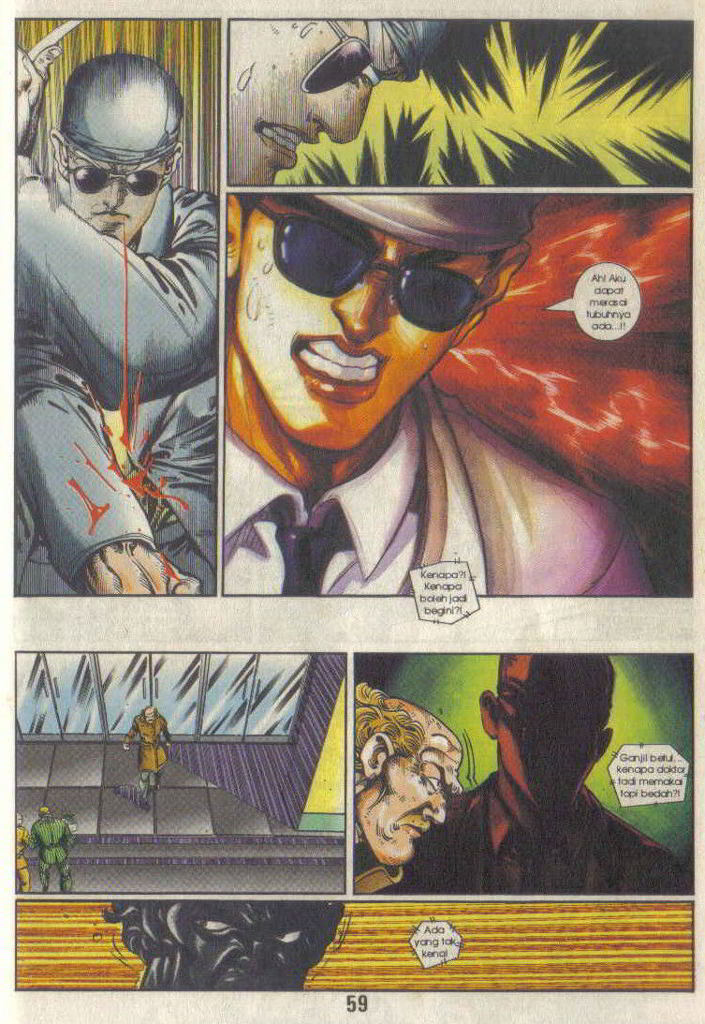 Ah! Aku
dapat
merasai
tubuhnya
ada...!!
Kenapa?!
Kenapa
boleh jadi
begini?!
Ganjil betul...
kenapa doktor
tadi memakai
topi bedah?!
Ada
yang tak
kena!
59